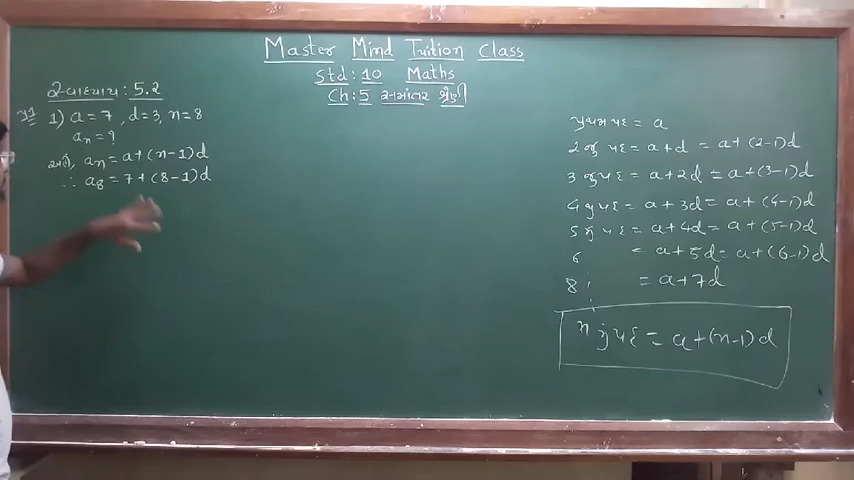 Master Mind Tuition Class
Std: 10 Maths
Ch: 5 સમાંતર શ્રેણી
સ્વાધ્યાય: 5.2
પ્ર1 1) a = 7, d = 3, n = 8
an = ?
અહીં, an = a + (n-1)d
∴ a8 = 7 + (8-1)d
પ્રથમ પદ = a
2 જુ પદ = a + d = a + (2-1)d
3 જુ પદ = a + 2d = a + (3-1)d
4 થુ પદ = a + 3d = a + (4-1)d
5 મુ પદ = a + 4d = a + (5-1)d
6 = a + 5d = a + (6-1)d
8 = a + 7d
n મુ પદ = a + (n-1)d